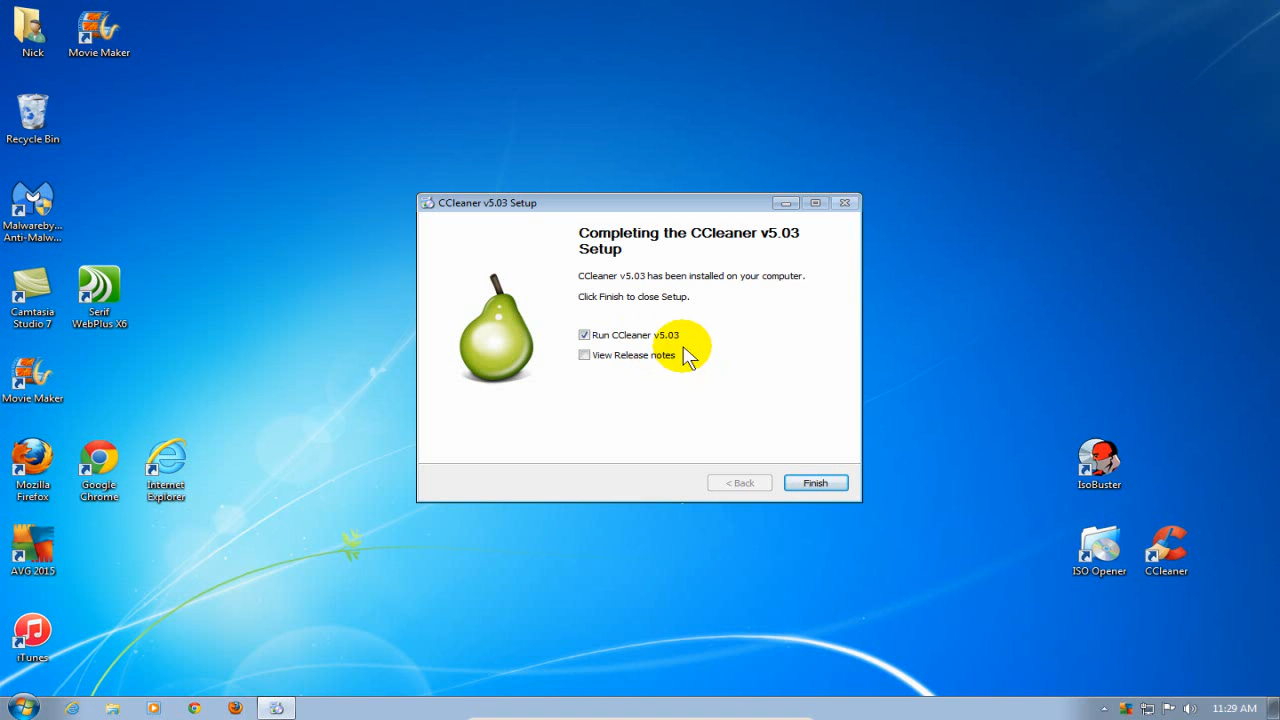 Nick
Movie Maker
Recycle Bin
Malwareby...
Anti-Malw...
Camtasia
Studio 7
Serif
WebPlus X6
Movie Maker
Mozilla
Firefox
Google
Chrome
Internet
Explorer
AVG 2015
iTunes
CCleaner v5.03 Setup
Completing the CCleaner v5.03
Setup
CCleaner v5.03 has been installed on your computer.
Click Finish to close Setup.
Run CCleaner v5.03
View Release notes
< Back
Finish
IsoBuster
ISO Opener
CCleaner
11:29 AM